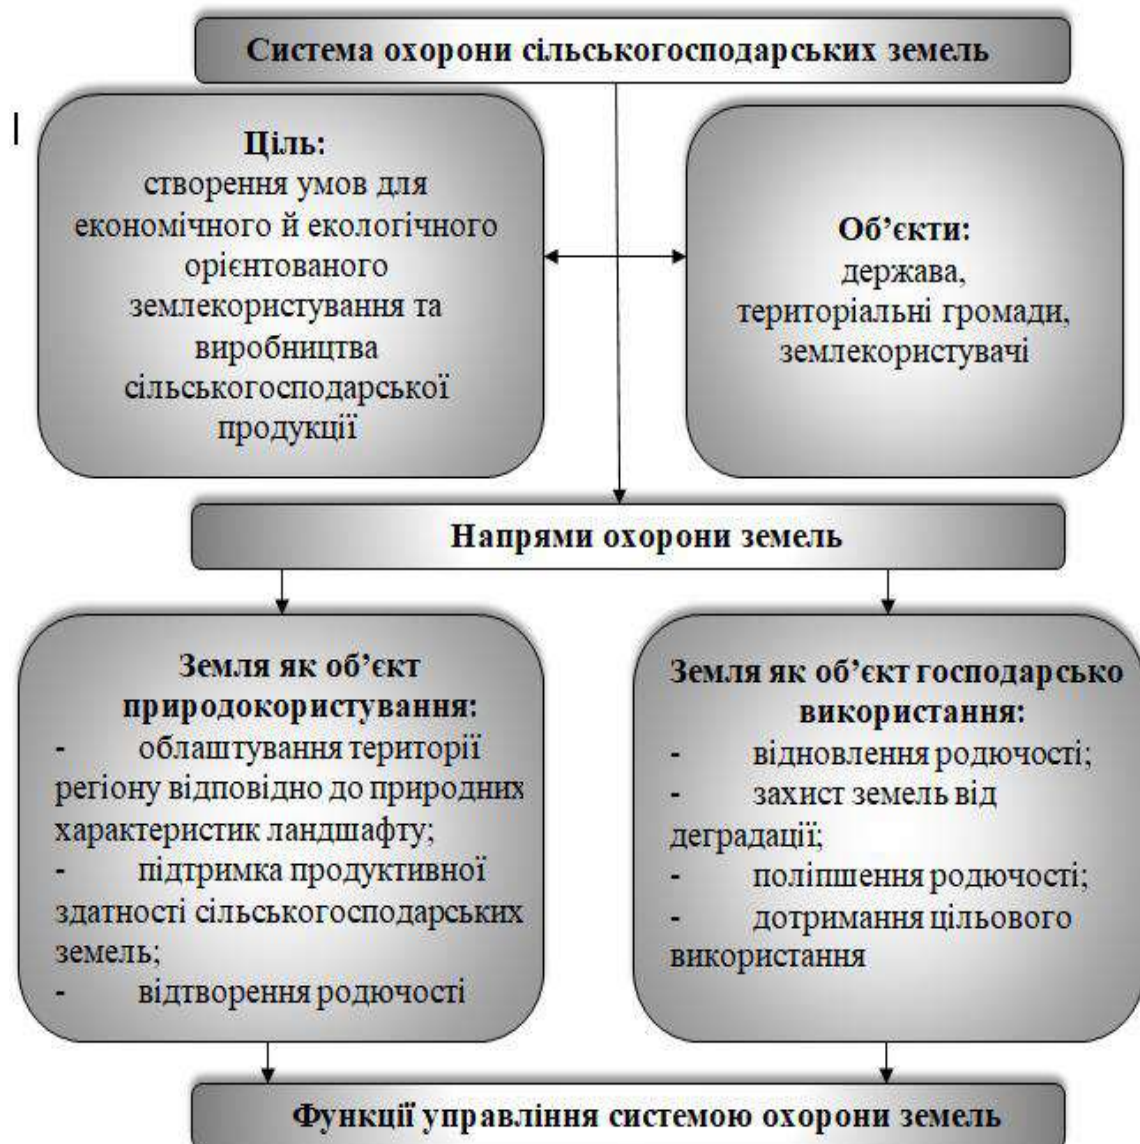 Система охорони сільськогосподарських земель
Ціль:
створення умов для
економічного й екологічного
орієнтованого
землекористування та
виробництва
сільськогосподарської
продукції
Об’єкти:
держава,
територіальні громади,
землекористувачі
Напрями охорони земель
Земля як об’єкт
природокористування:
- облаштування території
регіону відповідно до природних
характеристик ландшафту;
- підтримка продуктивної
здатності сільськогосподарських
земель;
- відтворення родючості
Земля як об’єкт господарсько
використання:
- відновлення родючості;
- захист земель від
деградації;
- поліпшення родючості;
- дотримання цільового
використання
Функції управління системою охорони земель